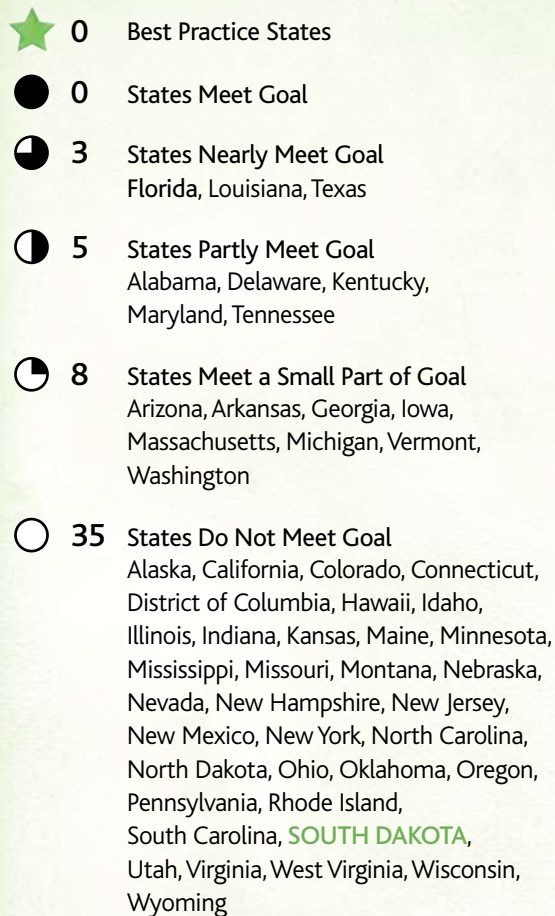 0 Best Practice States
0 States Meet Goal
3 States Nearly Meet Goal
Florida, Louisiana, Texas
5 States Partly Meet Goal
Alabama, Delaware, Kentucky,
Maryland, Tennessee
8 States Meet a Small Part of Goal
Arizona, Arkansas, Georgia, Iowa,
Massachusetts, Michigan, Vermont,
Washington
35 States Do Not Meet Goal
Alaska, California, Colorado, Connecticut,
District of Columbia, Hawaii, Idaho,
Illinois, Indiana, Kansas, Maine, Minnesota,
Mississippi, Missouri, Montana, Nebraska,
Nevada, New Hampshire, New Jersey,
New Mexico, New York, North Carolina,
North Dakota, Ohio, Oklahoma, Oregon,
Pennsylvania, Rhode Island,
South Carolina, SOUTH DAKOTA,
Utah, Virginia, West Virginia, Wisconsin,
Wyoming